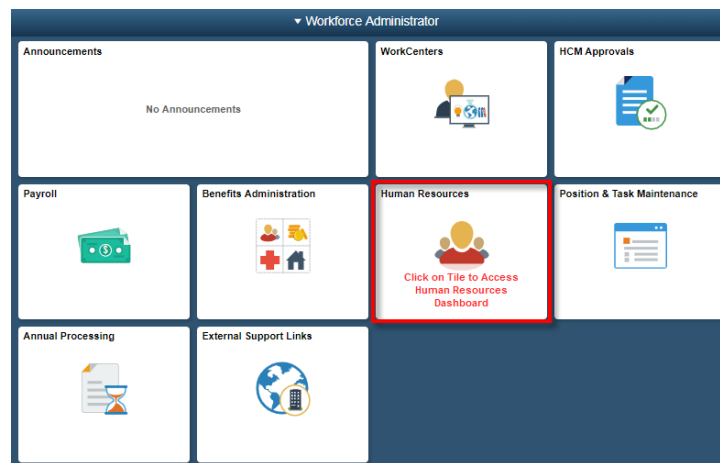 ▾ Workforce Administrator
Announcements
No Announcements
WorkCenters
HCM Approvals
Payroll
Benefits Administration
Human Resources
Click on Tile to Access
Human Resources
Dashboard
Position & Task Maintenance
Annual Processing
External Support Links